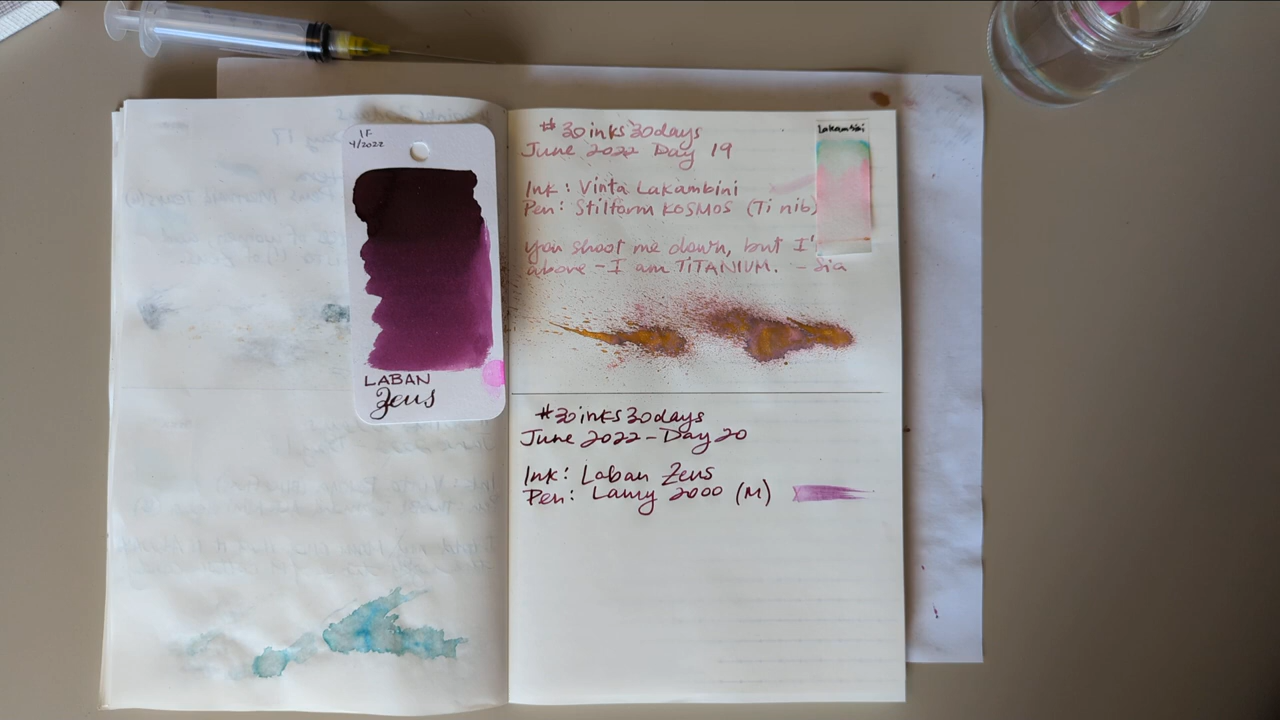 1F
4/2022
LABAN
Zeus
#30inks30days
June 2022 Day 19
Ink: Vinta Lakambini
Pen: Stilform KOSMOS (Ti nib)
Lakambini
You shoot me down, but I'
above - I am TITANIUM. - Sia
#30inks30days
June 2022 - Day 20
Ink: Laban Zeus
Pen: Lamy 2000 (M)